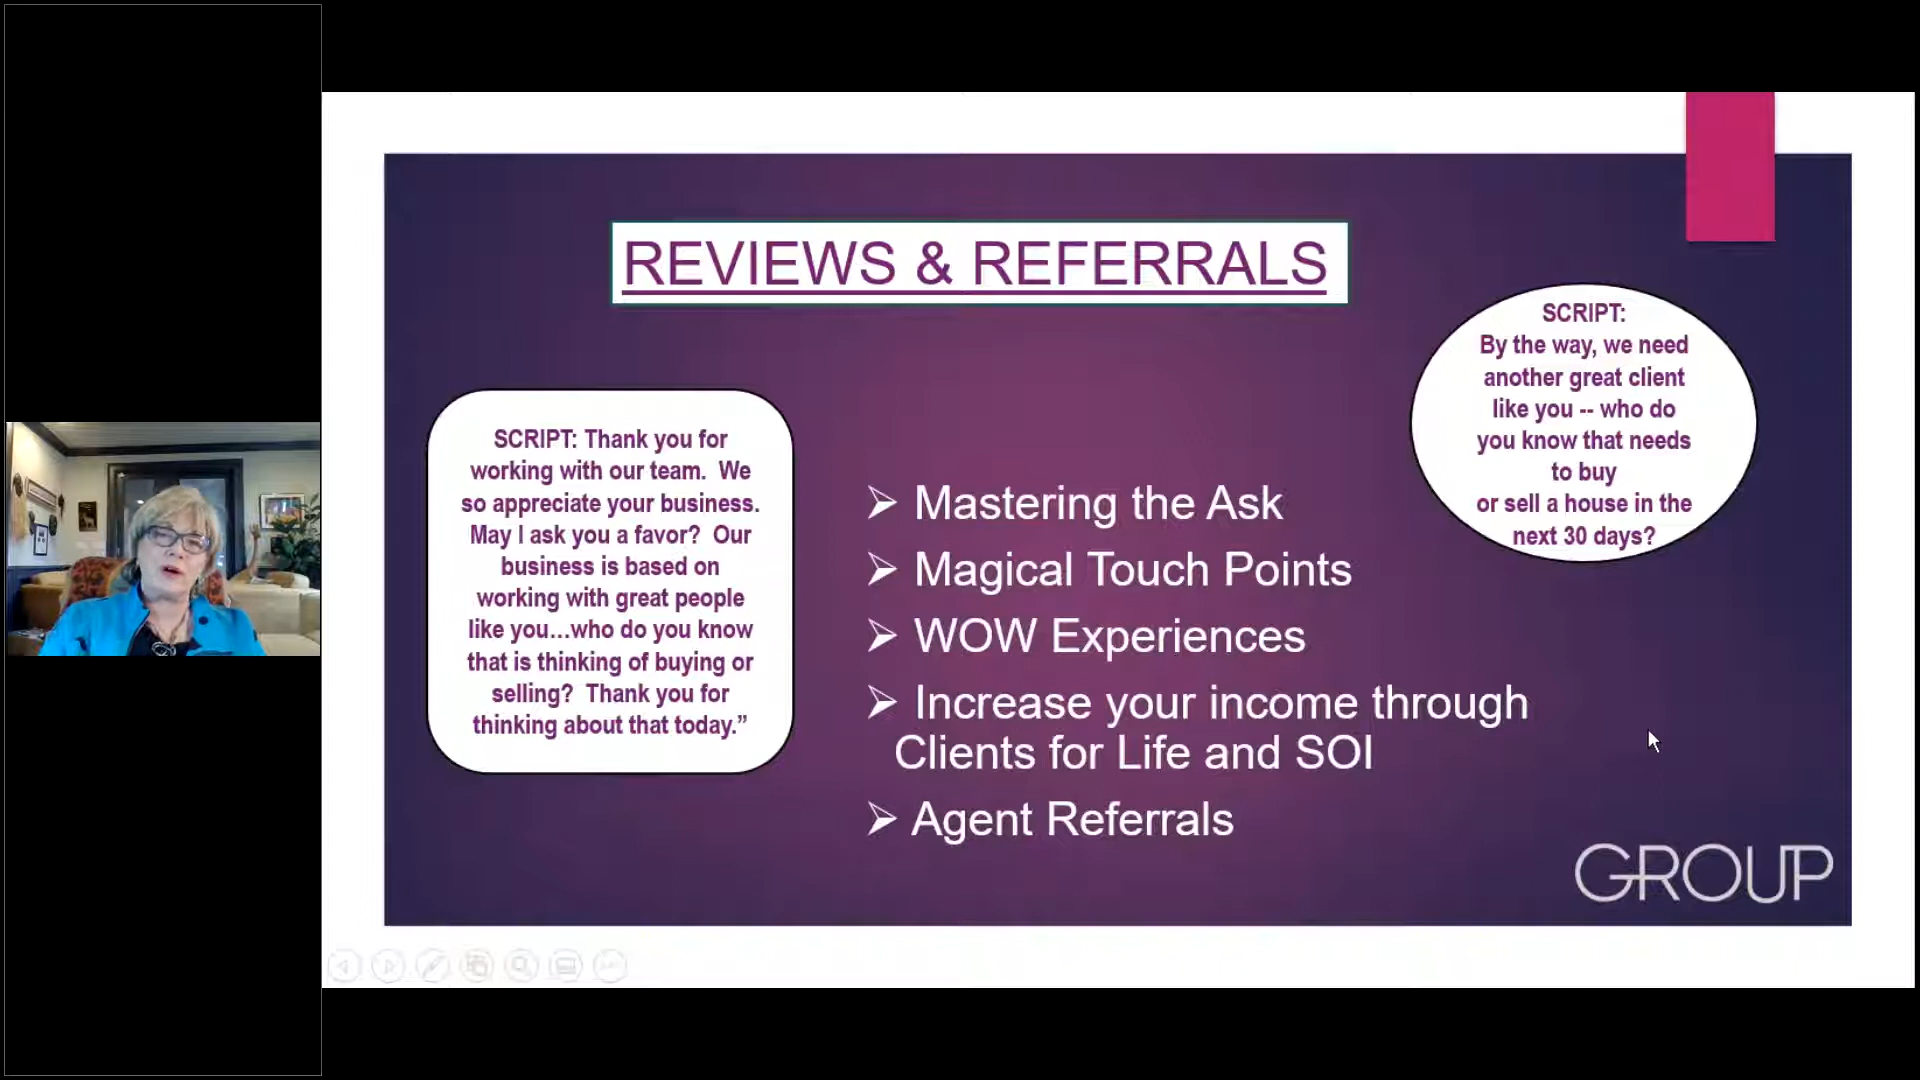 REVIEWS & REFERRALS
SCRIPT: Thank you for
working with our team.  We
so appreciate your business.
May I ask you a favor?  Our
business is based on
working with great people
like you...who do you know
that is thinking of buying or
selling?  Thank you for
thinking about that today.”
➢ Mastering the Ask
➢ Magical Touch Points
➢ WOW Experiences
➢ Increase your income through
Clients for Life and SOI
➢ Agent Referrals
SCRIPT:
By the way, we need
another great client
like you -- who do
you know that needs
to buy
or sell a house in the
next 30 days?
GROUP